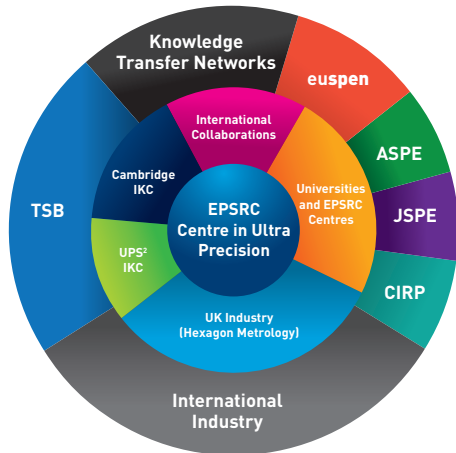 Knowledge
Transfer Networks
euspen
ASPE
JSPE
CIRP
International
Industry
TSB
International
Collaborations
Universities
and EPSRC
Centres
UK Industry
(Hexagon Metrology)
UPS²
IKC
Cambridge
IKC
EPSRC
Centre in Ultra
Precision